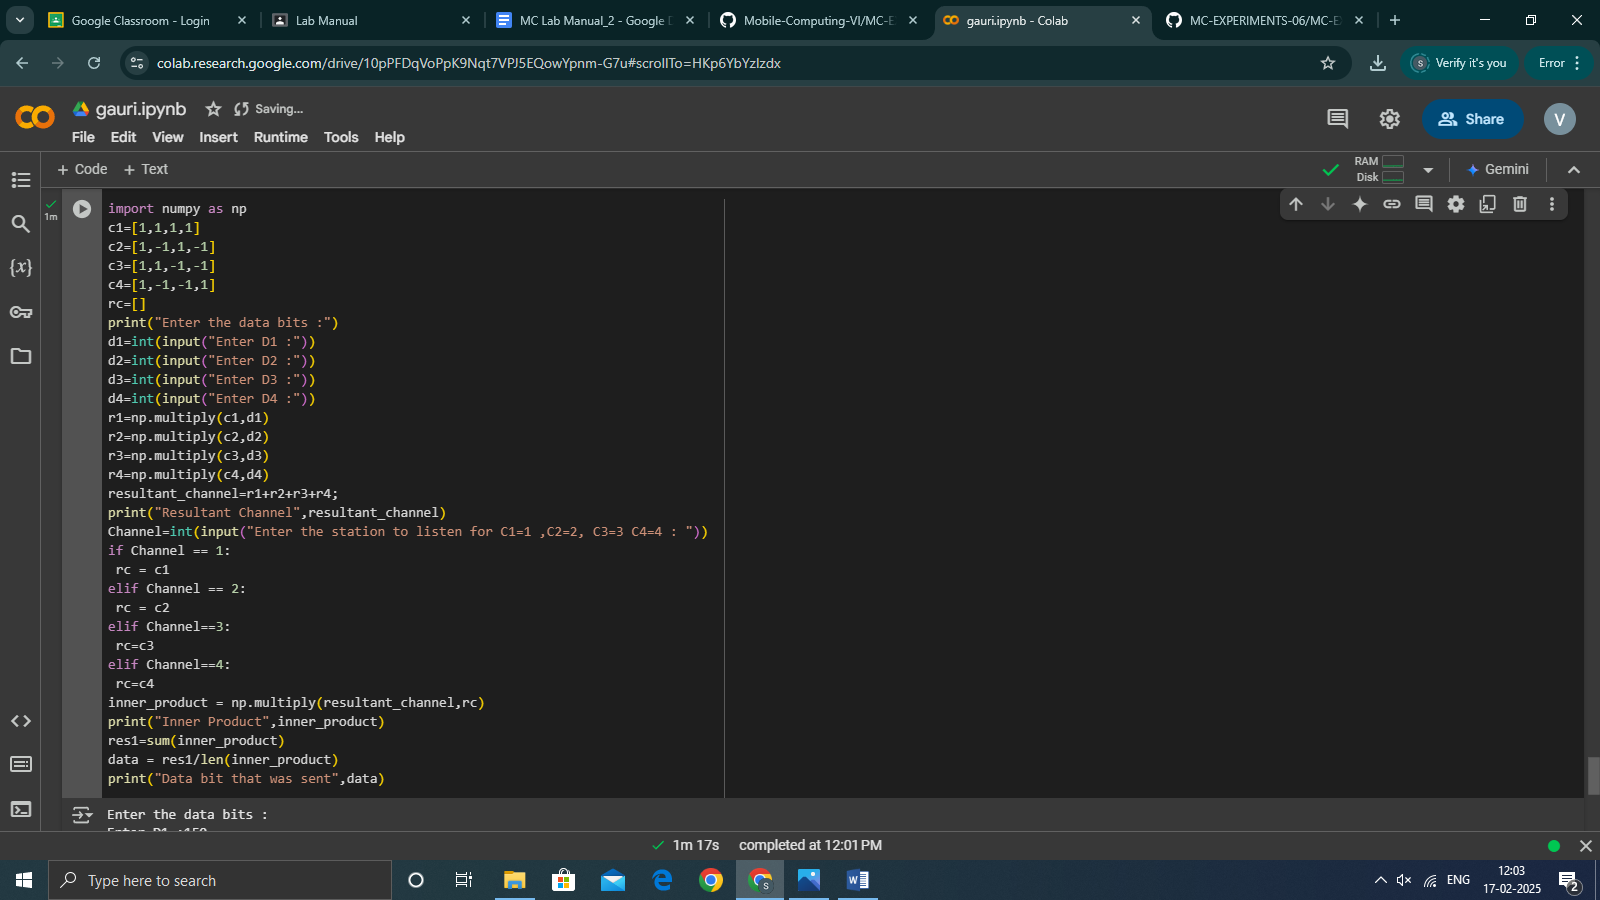 Google Classroom - Login
Lab Manual
MC Lab Manual_2 - Google D
Mobile-Computing-VI/MC-E
gauri.ipynb - Colab
MC-EXPERIMENTS-06/MC-E
colab.research.google.com/drive/10pPFDqVoPpK9Nqt7VPJ5EQowYpnm-G7u#scrollTo=HKp6YbYzIzdx
S Verify it's you
Error
CO gauri.ipynb Saving...
Share
V
File Edit View Insert Runtime Tools Help
+ Code + Text
RAM
Disk
Gemini
1m
import numpy as np
c1=[1,1,1,1]
c2=[1,-1,1,-1]
c3=[1,1,-1,-1]
c4=[1,-1,-1,1]
rc=[]
print("Enter the data bits :")
d1=int(input("Enter D1 :"))
d2=int(input("Enter D2 :"))
d3=int(input("Enter D3 :"))
d4=int(input("Enter D4 :"))
r1=np.multiply(c1,d1)
r2=np.multiply(c2,d2)
r3=np.multiply(c3,d3)
r4=np.multiply(c4,d4)
resultant_channel=r1+r2+r3+r4;
print("Resultant Channel",resultant_channel)
Channel=int(input("Enter the station to listen for C1=1 ,C2=2, C3=3 C4=4 : "))
if Channel == 1:
 rc = c1
elif Channel == 2:
 rc = c2
elif Channel==3:
 rc=c3
elif Channel==4:
 rc=c4
inner_product = np.multiply(resultant_channel,rc)
print("Inner Product",inner_product)
res1=sum(inner_product)
data = res1/len(inner_product)
print("Data bit that was sent",data)
Enter the data bits :
1m 17s completed at 12:01 PM
Type here to search
ENG
12:03
17-02-2025
2